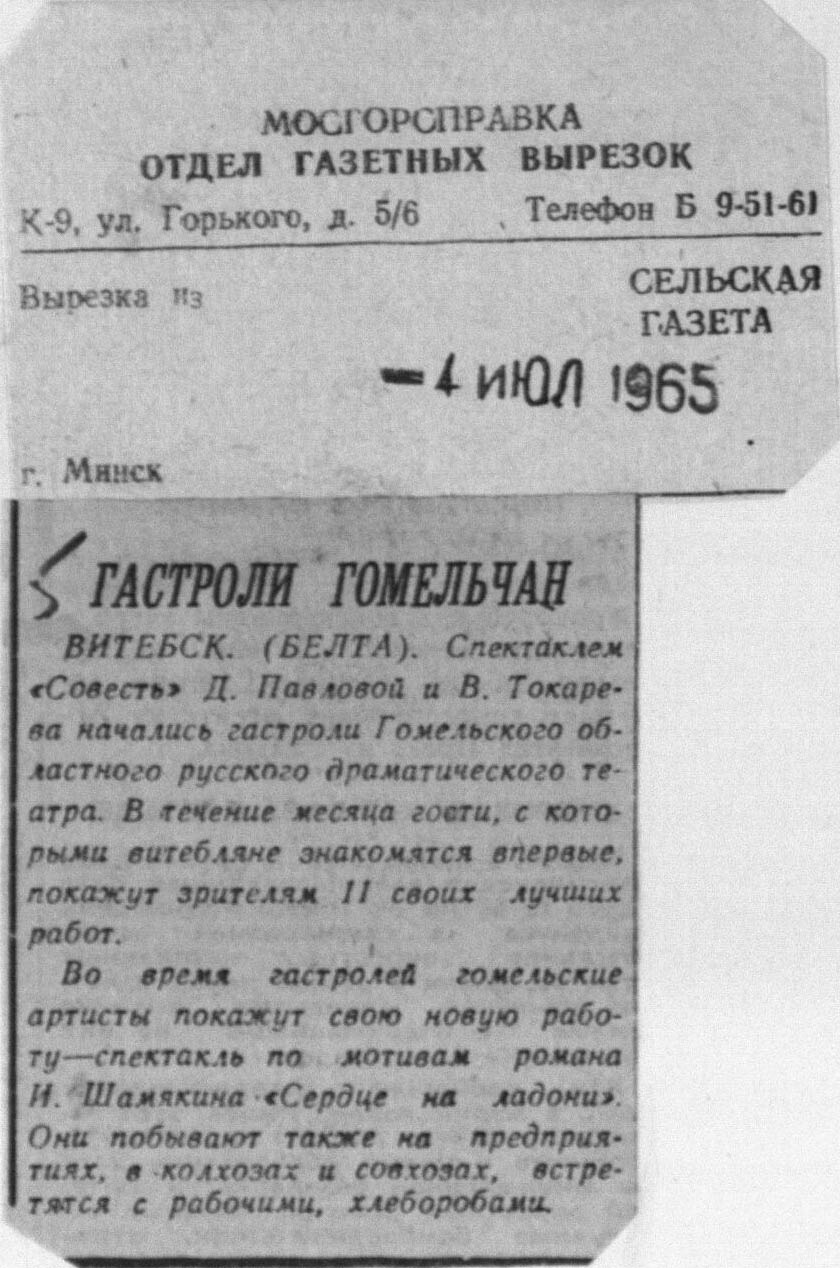 МОСГОРСПРАВКА
ОТДЕЛ ГАЗЕТНЫХ ВЫРЕЗОК
К-9, ул. Горького, д. 5/6 Телефон Б 9-51-61
Вырезка из СЕЛЬСКАЯ
ГАЗЕТА
-4 ИЮЛ 1965
г. Минск
ГАСТРОЛИ ГОМЕЛЬЧАН
ВИТЕБСК. (БЕЛТА). Спектаклем
«Совесть» Д. Павловой и В. Токаре-
ва начались гастроли Гомельского об-
ластного русского драматического те-
атра. В течение месяца гости, с кото-
рыми витебляне знакомятся впервые,
покажут зрителям 11 своих лучших
работ.
Во время гастролей гомельские
артисты покажут свою новую рабо-
ту—спектакль по мотивам романа
И. Шамякина «Сердце на ладони».
Они побывают также на предприя-
тиях, в колхозах и совхозах, встре-
тятся с рабочими, хлеборобами.